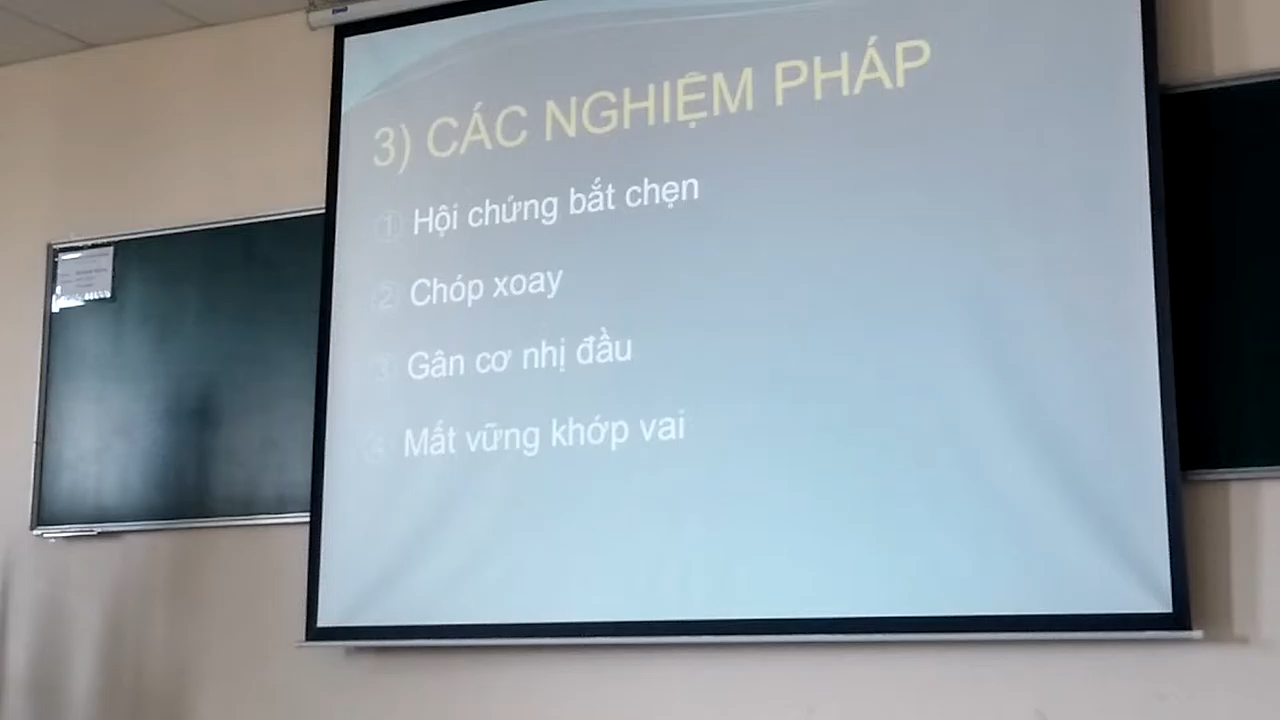 3) CÁC NGHIỆM PHÁP
① Hội chứng bắt chẹn
② Chóp xoay
③ Gân cơ nhị đầu
④ Mất vững khớp vai